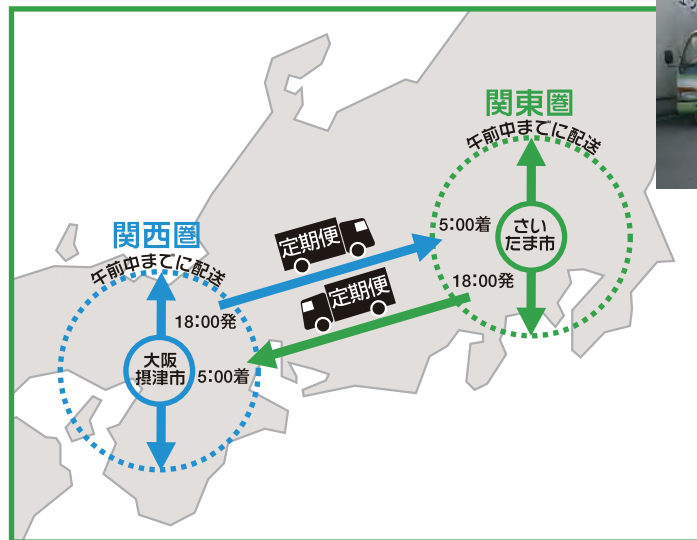 関東圏
午前中までに配送
定期便
5:00着
さい
たま市
関西圏
午前中までに配送
定期便
18:00発
18:00発
大阪
摂津市
5:00着